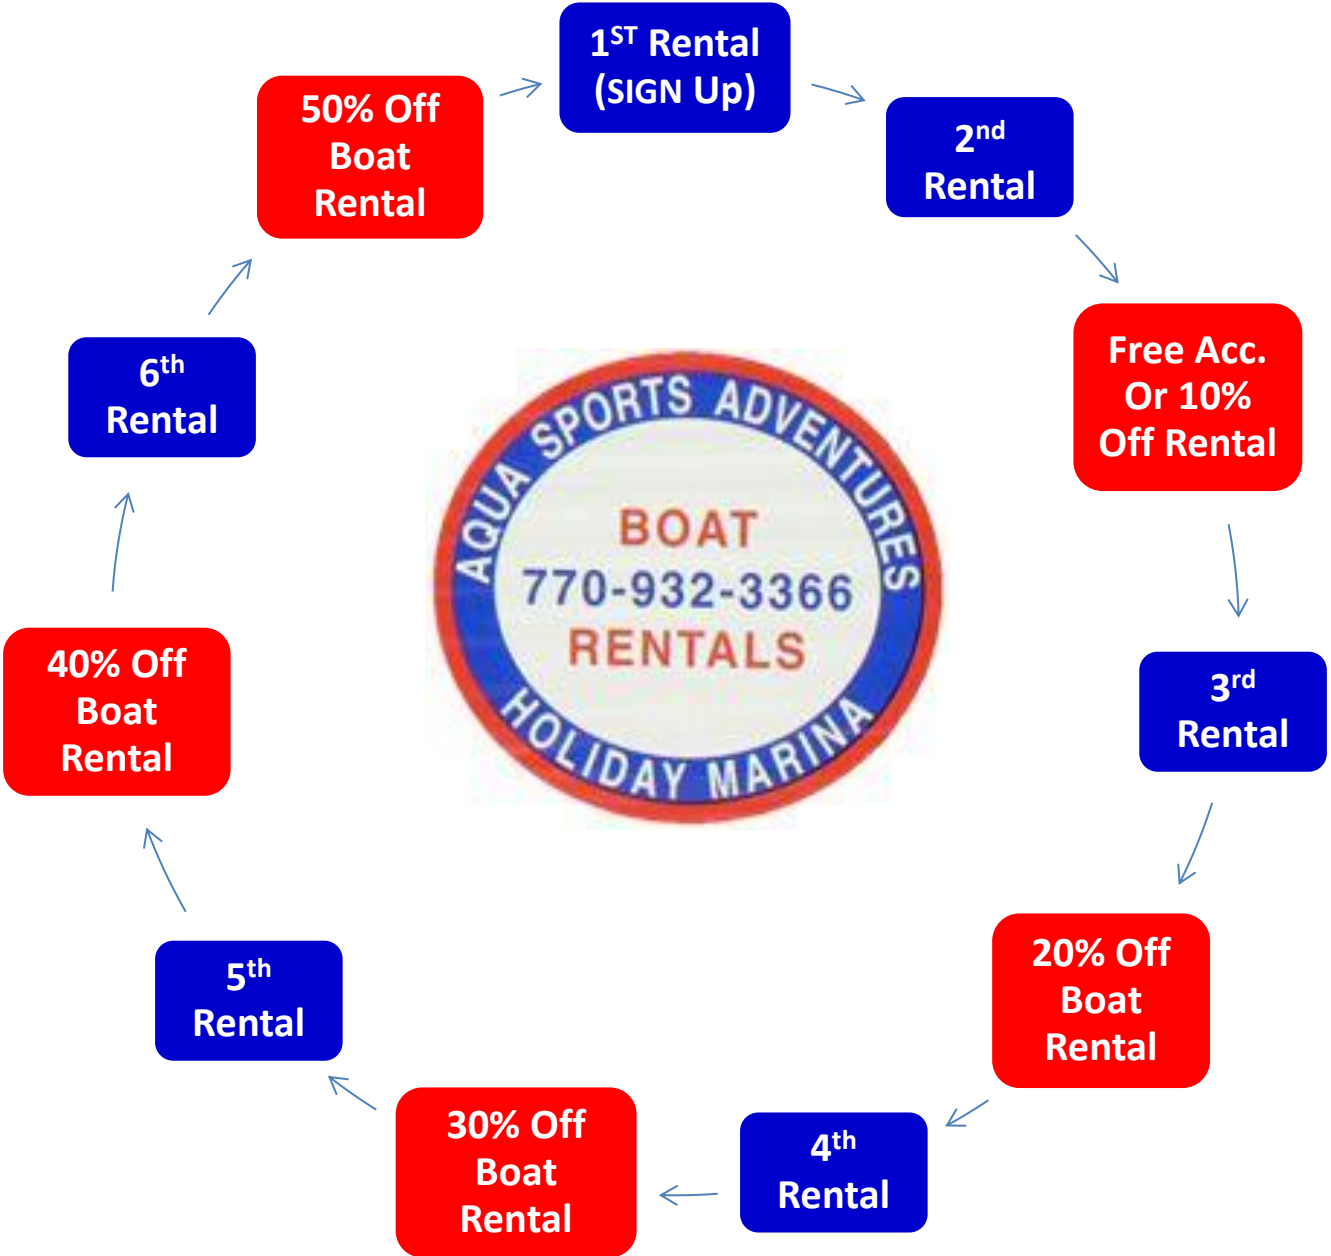 1ST Rental
(SIGN Up)
2nd
Rental
Free Acc.
Or 10%
Off Rental
3rd
Rental
20% Off
Boat
Rental
4th
Rental
30% Off
Boat
Rental
5th
Rental
40% Off
Boat
Rental
6th
Rental
50% Off
Boat
Rental
AQUA SPORTS ADVENTURES
BOAT
770-932-3366
RENTALS
HOLIDAY MARINA